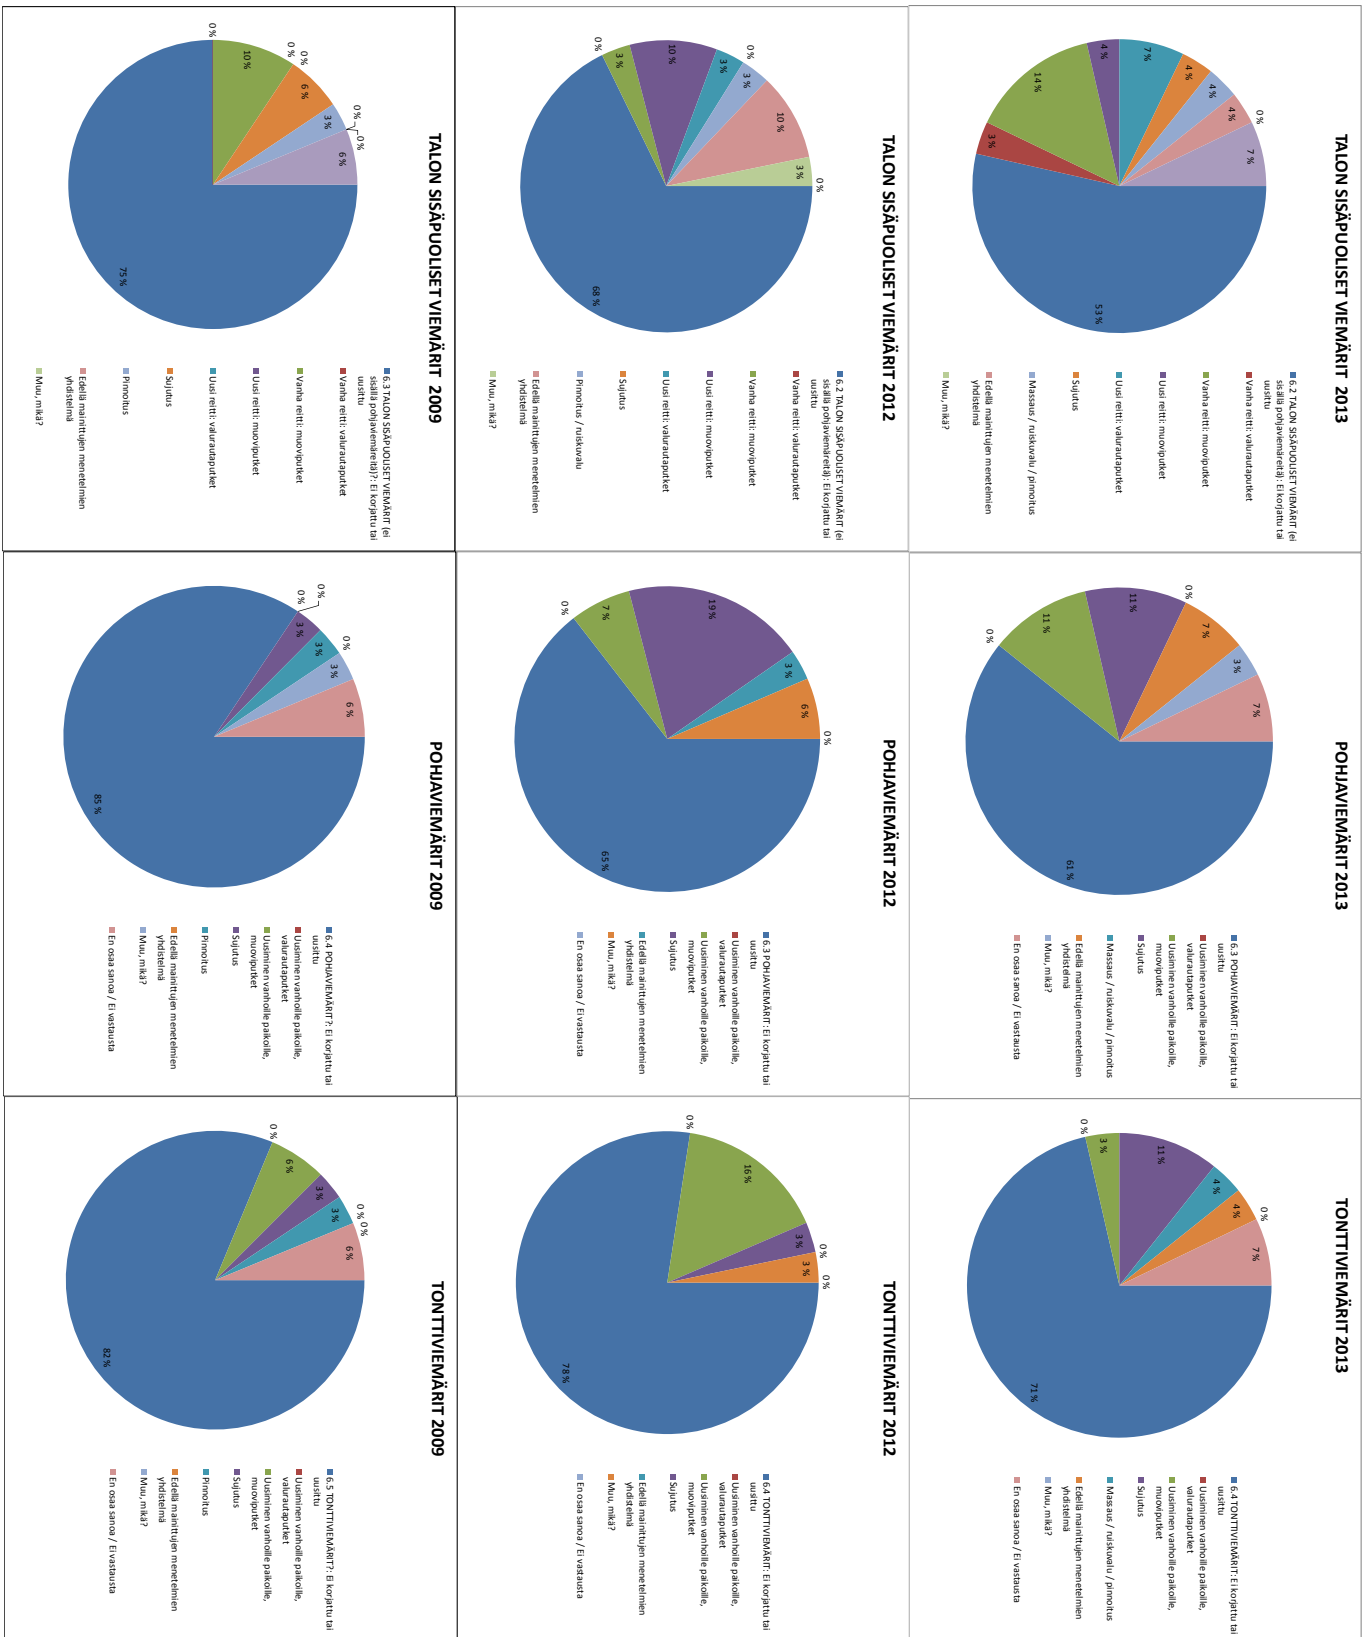 TALON SISÄPUOLISET VIEMÄRIT 2013
53 %
3 %
14 %
4 %
7 %
4 %
4 %
4 %
0 %
7 %
6.2 TALON SISÄPUOLISET VIEMÄRIT (ei
sisällä pohjaviemäreitä): Ei korjattu tai
uusittu
Vanha reitti: valurautaputket
Vanha reitti: muoviputket
Uusi reitti: muoviputket
Uusi reitti: valurautaputket
Sujutus
Massaus / ruiskuvalu / pinnoitus
Edellä mainittujen menetelmien
yhdistelmä
Muu, mikä?
POHJAVIEMÄRIT 2013
61 %
0 %
11 %
11 %
0 %
7 %
3 %
7 %
6.3 POHJAVIEMÄRIT: Ei korjattu tai
uusittu
Uusiminen vanhoille paikoille,
valurautaputket
Uusiminen vanhoille paikoille,
muoviputket
Sujutus
Massaus / ruiskuvalu / pinnoitus
Edellä mainittujen menetelmien
yhdistelmä
Muu, mikä?
En osaa sanoa / Ei vastausta
TONTTIVIEMÄRIT 2013
71 %
0 %
3 %
11 %
4 %
4 %
0 %
7 %
6.4 TONTTIVIEMÄRIT: Ei korjattu tai
uusittu
Uusiminen vanhoille paikoille,
valurautaputket
Uusiminen vanhoille paikoille,
muoviputket
Sujutus
Massaus / ruiskuvalu / pinnoitus
Edellä mainittujen menetelmien
yhdistelmä
Muu, mikä?
En osaa sanoa / Ei vastausta
TALON SISÄPUOLISET VIEMÄRIT 2012
68 %
0 %
3 %
10 %
3 %
0 %
3 %
10 %
3 %
0 %
6.2 TALON SISÄPUOLISET VIEMÄRIT (ei
sisällä pohjaviemäreitä): Ei korjattu tai
uusittu
Vanha reitti: valurautaputket
Vanha reitti: muoviputket
Uusi reitti: muoviputket
Uusi reitti: valurautaputket
Sujutus
Pinnoitus / ruiskuvalu
Edellä mainittujen menetelmien
yhdistelmä
Muu, mikä?
POHJAVIEMÄRIT 2012
65 %
0 %
7 %
19 %
3 %
6 %
0 %
6.3 POHJAVIEMÄRIT: Ei korjattu tai
uusittu
Uusiminen vanhoille paikoille,
valurautaputket
Uusiminen vanhoille paikoille,
muoviputket
Sujutus
Edellä mainittujen menetelmien
yhdistelmä
Muu, mikä?
En osaa sanoa / Ei vastausta
TONTTIVIEMÄRIT 2012
78 %
0 %
16 %
3 %
0 %
3 %
0 %
6.4 TONTTIVIEMÄRIT: Ei korjattu tai
uusittu
Uusiminen vanhoille paikoille,
valurautaputket
Uusiminen vanhoille paikoille,
muoviputket
Sujutus
Edellä mainittujen menetelmien
yhdistelmä
Muu, mikä?
En osaa sanoa / Ei vastausta
TALON SISÄPUOLISET VIEMÄRIT 2009
75 %
0 %
10 %
0 %
0 %
6 %
3 %
0 %
0 %
6 %
6.3 TALON SISÄPUOLISET VIEMÄRIT (ei
sisällä pohjaviemäreitä)?: Ei korjattu tai
uusittu
Vanha reitti: valurautaputket
Vanha reitti: muoviputket
Uusi reitti: muoviputket
Uusi reitti: valurautaputket
Sujutus
Pinnoitus
Edellä mainittujen menetelmien
yhdistelmä
Muu, mikä?
POHJAVIEMÄRIT 2009
85 %
0 %
0 %
3 %
3 %
0 %
3 %
6 %
6.4 POHJAVIEMÄRIT?: Ei korjattu tai
uusittu
Uusiminen vanhoille paikoille,
valurautaputket
Uusiminen vanhoille paikoille,
muoviputket
Sujutus
Pinnoitus
Edellä mainittujen menetelmien
yhdistelmä
Muu, mikä?
En osaa sanoa / Ei vastausta
TONTTIVIEMÄRIT 2009
82 %
0 %
6 %
3 %
3 %
0 %
0 %
6 %
6.5 TONTTIVIEMÄRIT?: Ei korjattu tai
uusittu
Uusiminen vanhoille paikoille,
valurautaputket
Uusiminen vanhoille paikoille,
muoviputket
Sujutus
Pinnoitus
Edellä mainittujen menetelmien
yhdistelmä
Muu, mikä?
En osaa sanoa / Ei vastausta